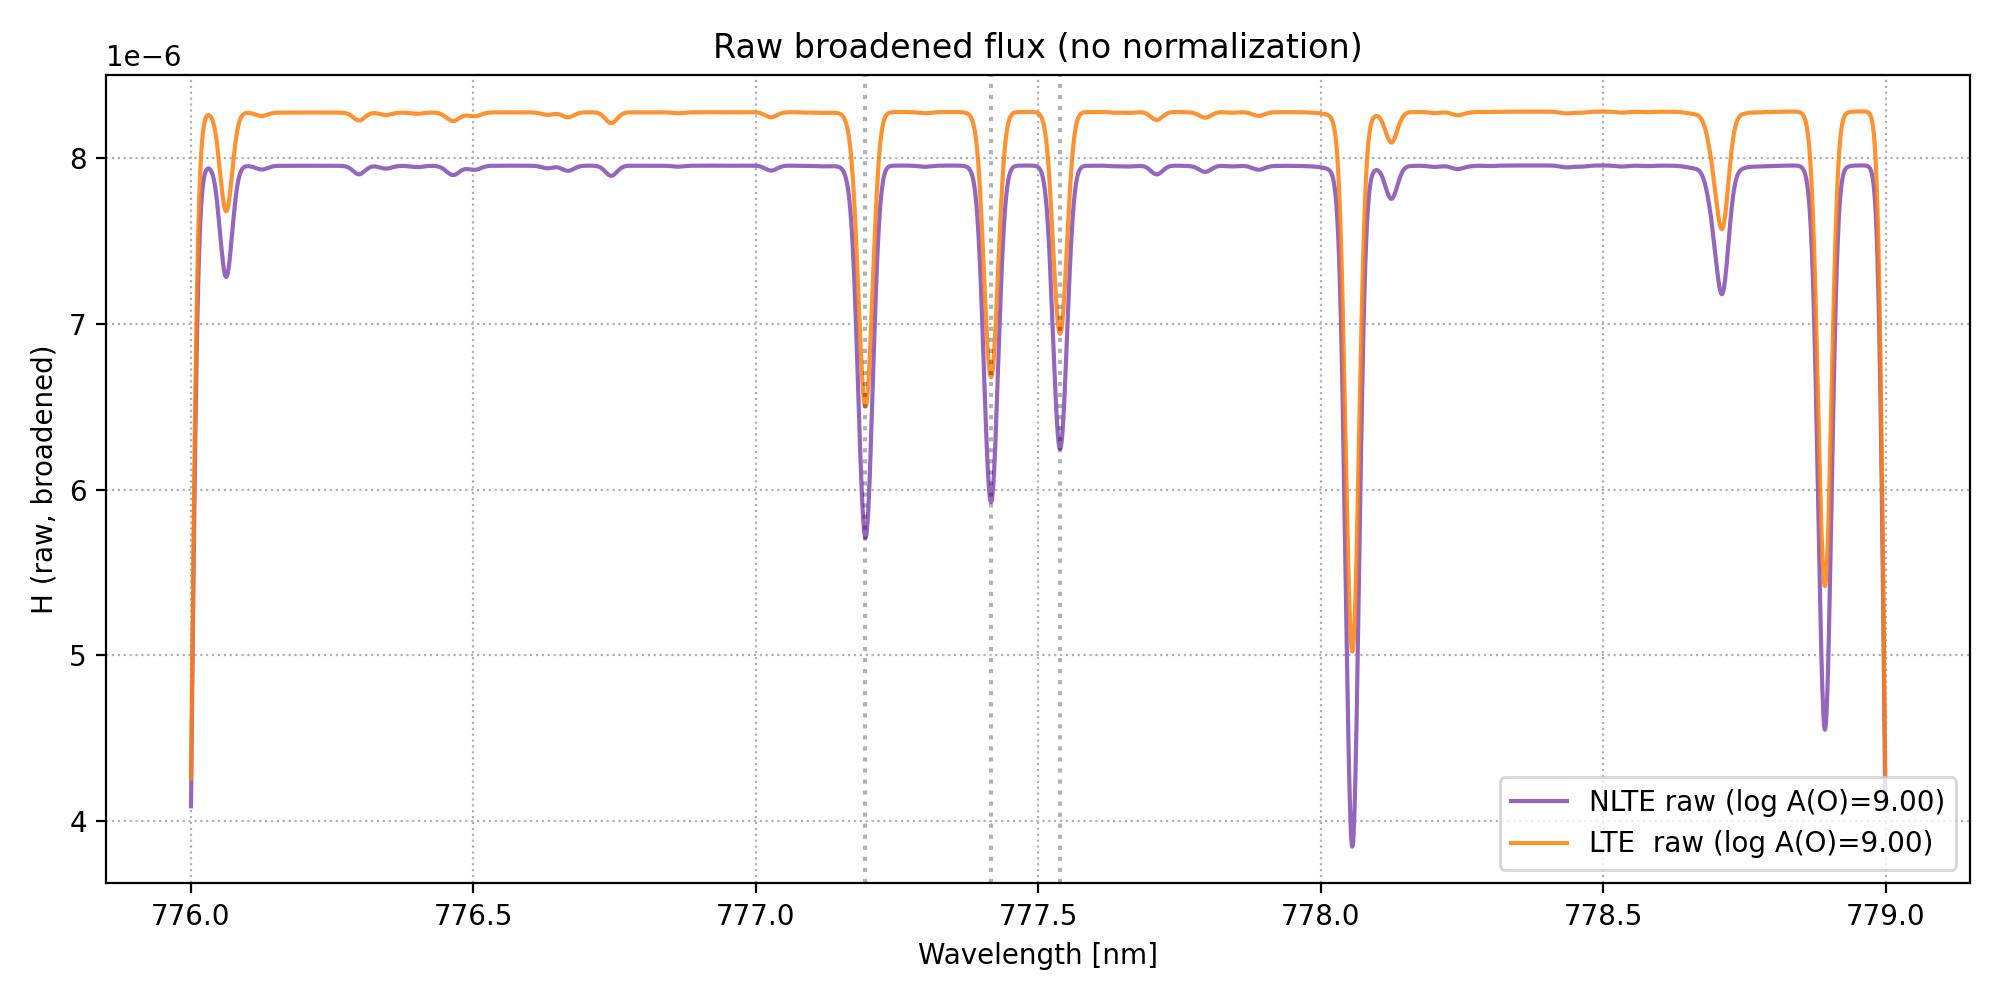 Raw broadened flux (no normalization)
1e−6
8
7
6
5
4
H (raw, broadened)
NLTE raw (log A(O)=9.00)
LTE  raw (log A(O)=9.00)
776.0 776.5 777.0 777.5 778.0 778.5 779.0
Wavelength [nm]